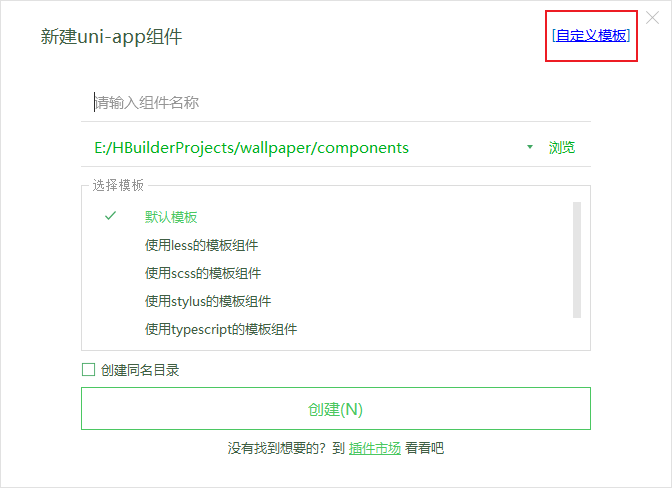 新建uni-app组件
[自定义模板]
请输入组件名称
E:/HBuilderProjects/wallpaper/components 浏览
选择模板
默认模板
使用less的模板组件
使用scss的模板组件
使用stylus的模板组件
使用typescript的模板组件
创建同名目录
创建(N)
没有找到想要的？到 插件市场 看看吧